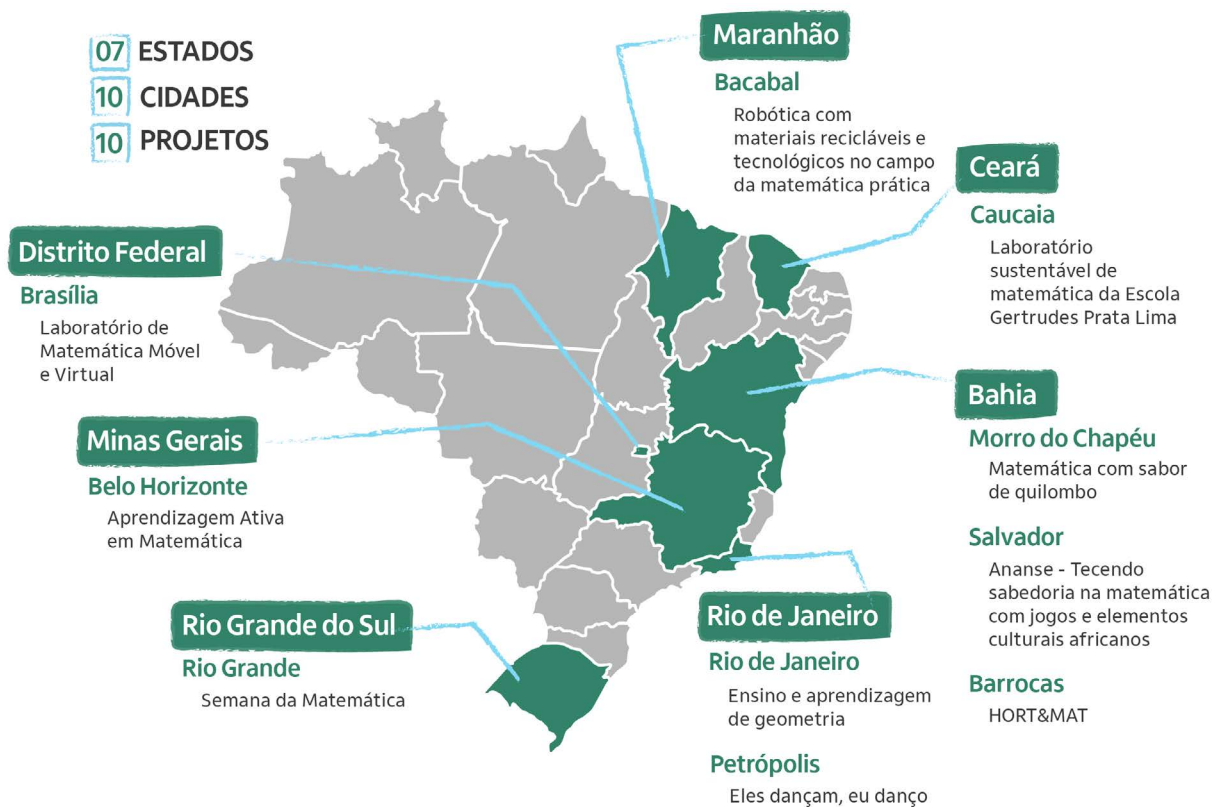 07 ESTADOS
10 CIDADES
10 PROJETOS
Maranhão
Bacabal
Robótica com
materiais recicláveis e
tecnológicos no campo
da matemática prática
Ceará
Caucaia
Laboratório
sustentável de
matemática da Escola
Gertrudes Prata Lima
Distrito Federal
Brasília
Laboratório de
Matemática Móvel
e Virtual
Bahia
Morro do Chapéu
Matemática com sabor
de quilombo
Salvador
Ananse - Tecendo
sabedoria na matemática
com jogos e elementos
culturais africanos
Barrocas
HORT&MAT
Minas Gerais
Belo Horizonte
Aprendizagem Ativa
em Matemática
Rio Grande do Sul
Rio Grande
Semana da Matemática
Rio de Janeiro
Rio de Janeiro
Ensino e aprendizagem
de geometria
Petrópolis
Eles dançam, eu danço